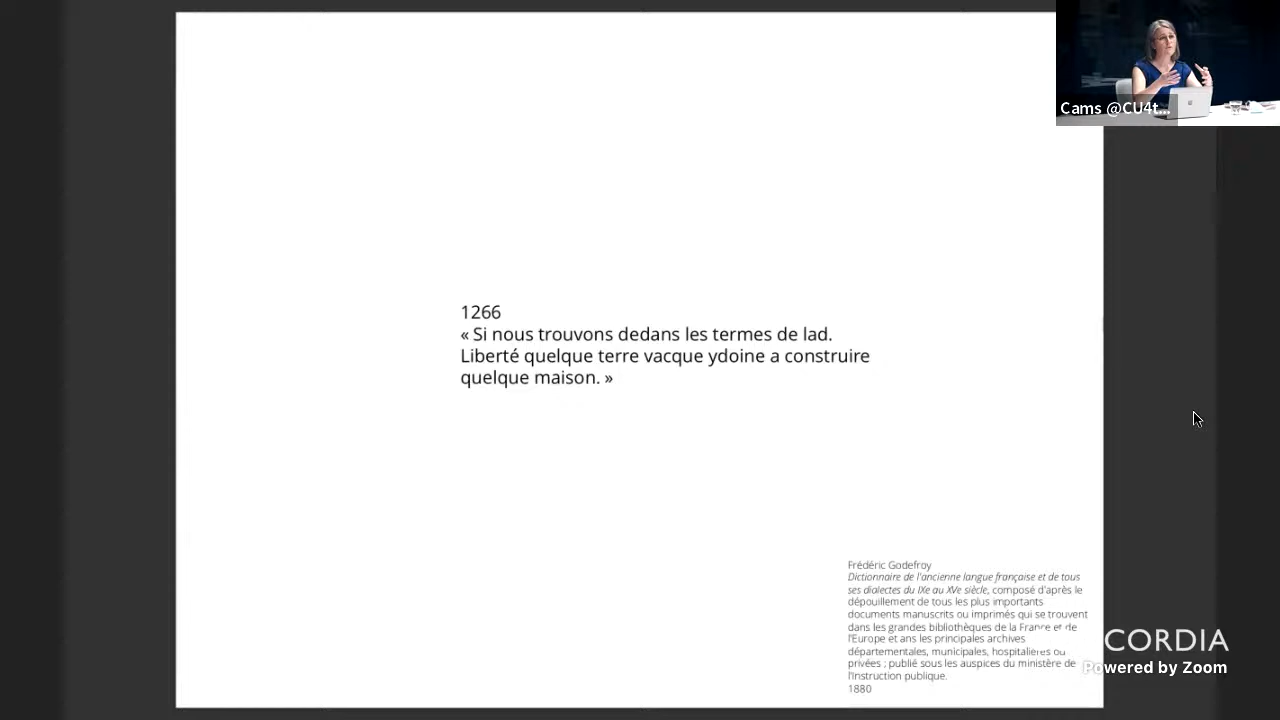 Cams @CU4t...
1266
« Si nous trouvons dedans les termes de lad.
Liberté quelque terre vacque ydoine a construire
quelque maison. »
Frédéric Godefroy
Dictionnaire de l'ancienne langue française et de tous
ses dialectes du IXe au XVe siècle, composé d'après le
dépouillement de tous les plus importants
documents manuscrits ou imprimés qui se trouvent
dans les grandes bibliothèques de la France et de
l'Europe et ans les principales archives
départementales, municipales, hospitalières ou
privées ; publié sous les auspices du ministère de
l'Instruction publique.
1880
CORDIA
Powered by Zoom